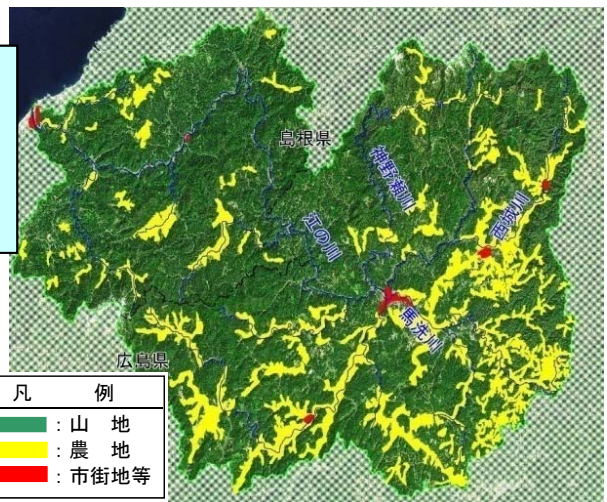 島根県
神野瀬川
西城川
江の川
馬洗川
広島県
凡 例
：山 地
：農 地
：市街地等